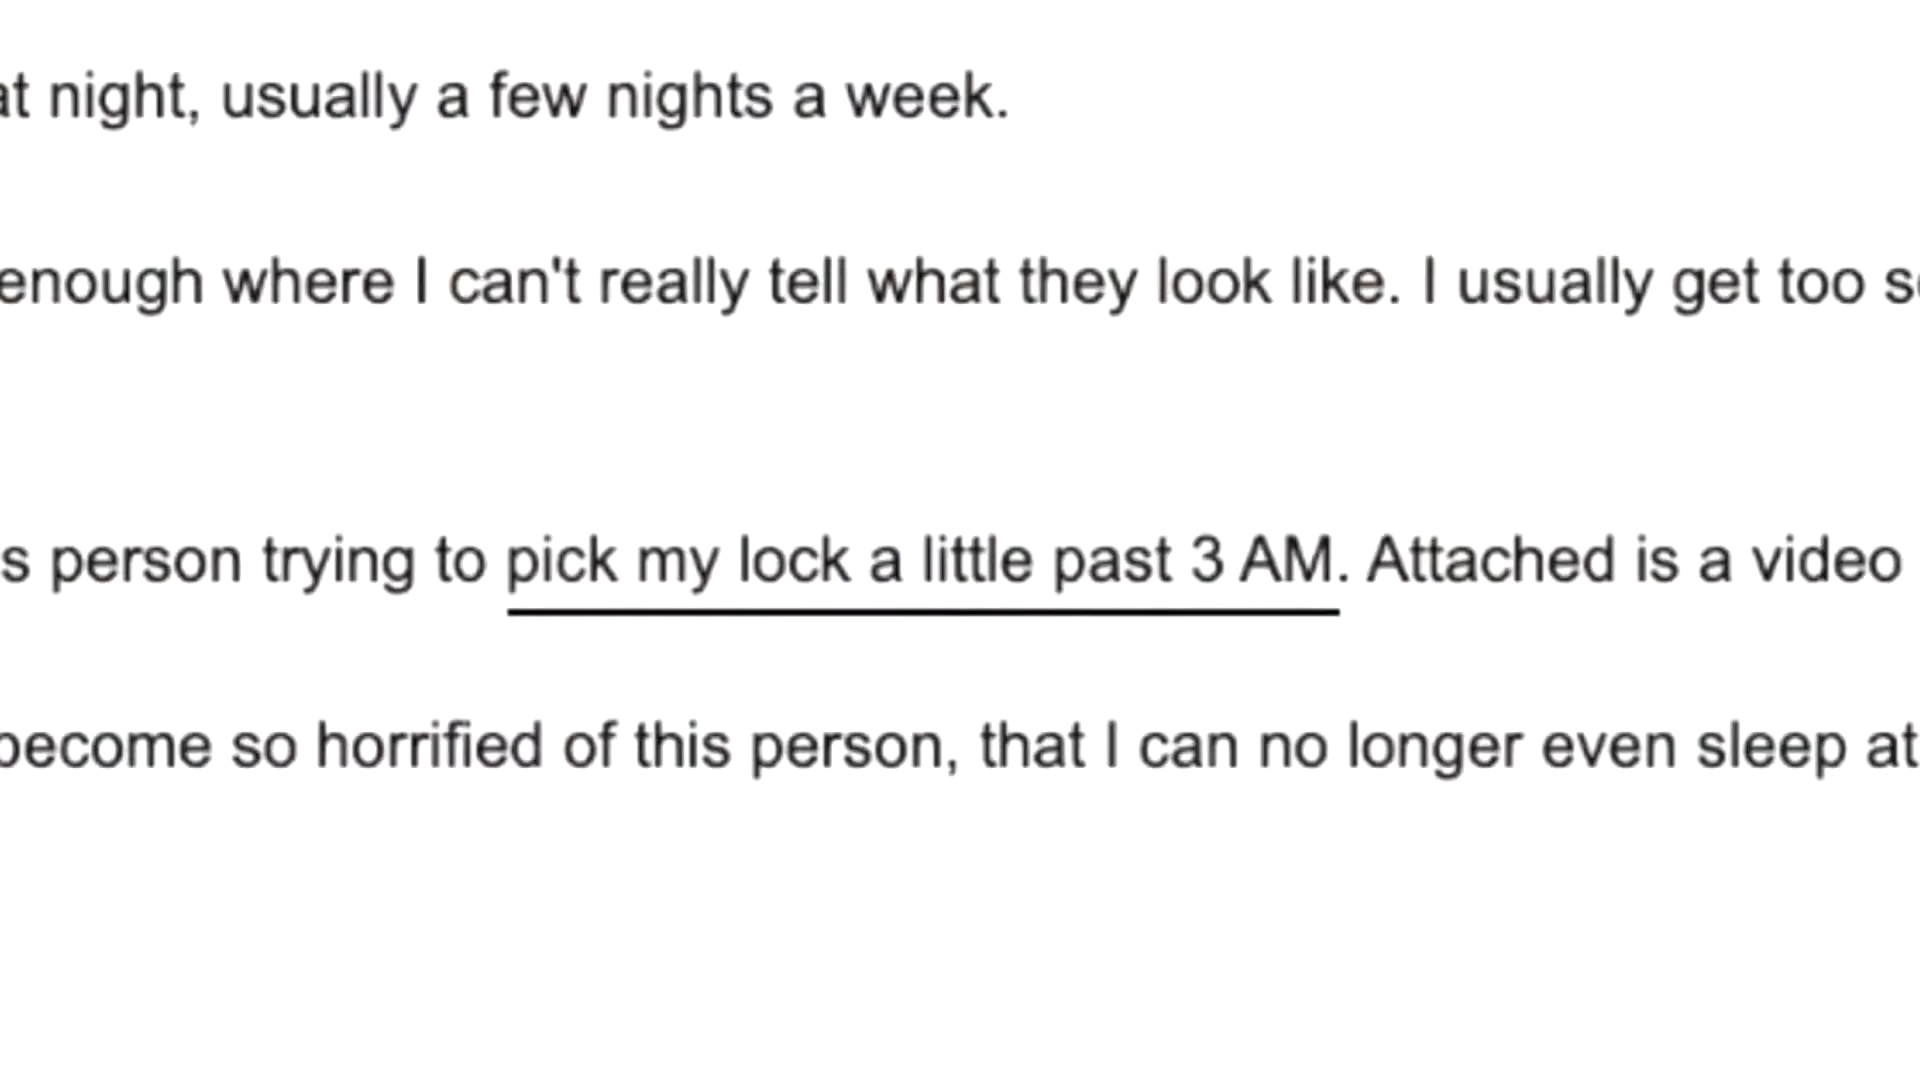 at night, usually a few nights a week.
enough where I can't really tell what they look like. I usually get too
s person trying to pick my lock a little past 3 AM. Attached is a video
become so horrified of this person, that I can no longer even sleep at